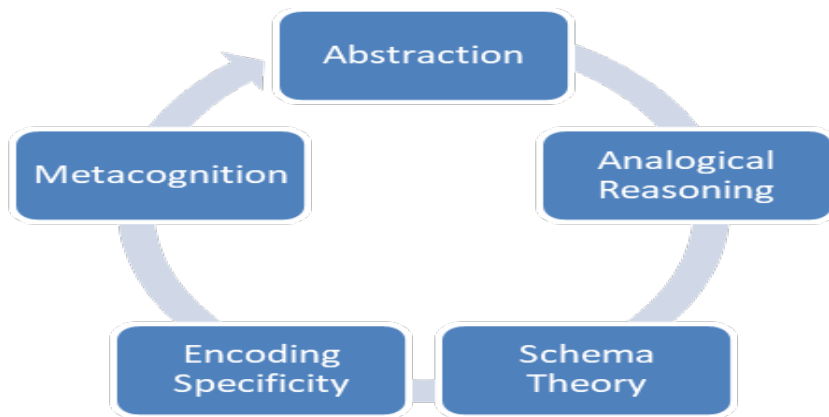 Abstraction
Analogical
Reasoning
Schema
Theory
Encoding
Specificity
Metacognition